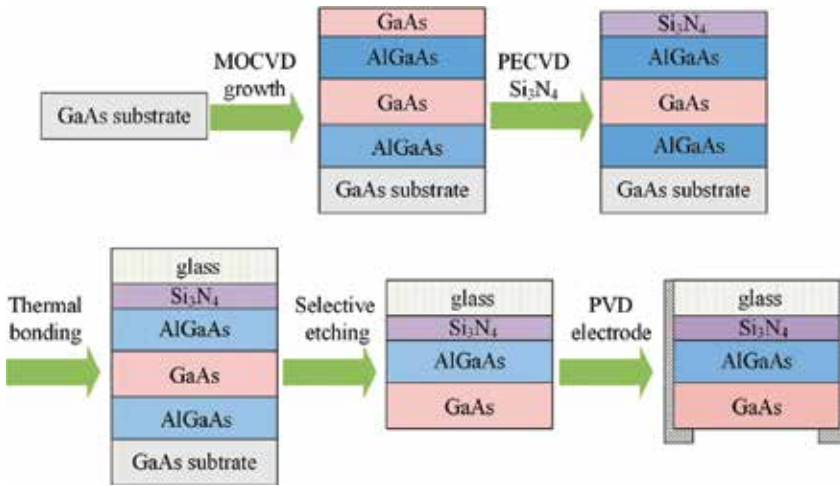 GaAs substrate
MOCVD
growth
GaAs
AlGaAs
GaAs
AlGaAs
GaAs substrate
PECVD
Si₃N₄
Si₃N₄
AlGaAs
GaAs
AlGaAs
GaAs substrate
Thermal
bonding
glass
Si₃N₄
AlGaAs
GaAs
AlGaAs
GaAs subtrate
Selective
etching
glass
Si₃N₄
AlGaAs
GaAs
PVD
electrode
glass
Si₃N₄
AlGaAs
GaAs